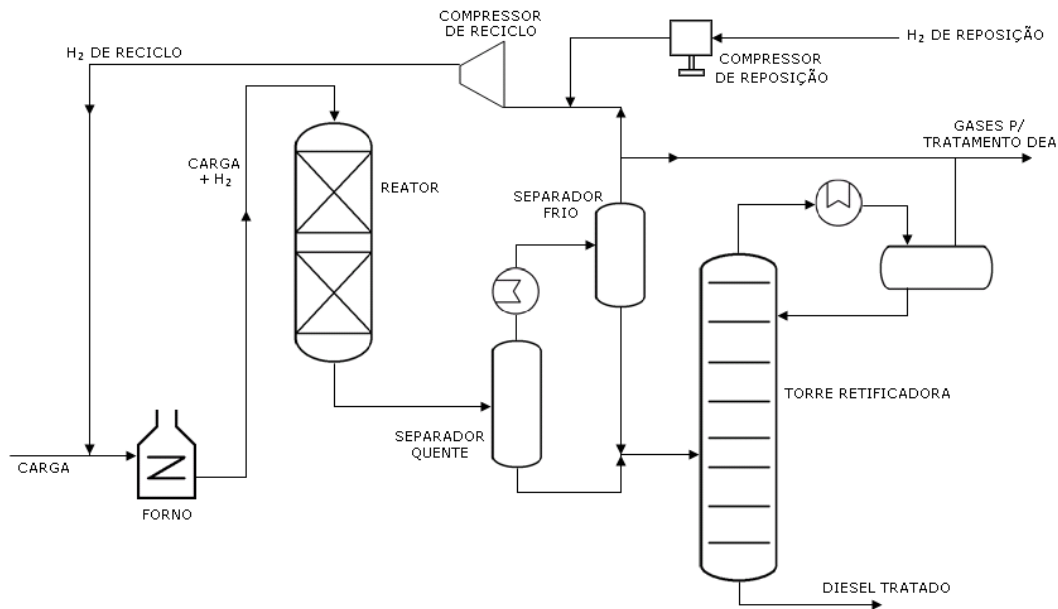 COMPRESSOR
DE RECICLO
H₂ DE RECICLO
H₂ DE REPOSIÇÃO
COMPRESSOR
DE REPOSIÇÃO
GASES P/
TRATAMENTO DEA
CARGA
+ H₂
REATOR
SEPARADOR
FRIO
TORRE RETIFICADORA
SEPARADOR
QUENTE
CARGA
FORNO
DIESEL TRATADO